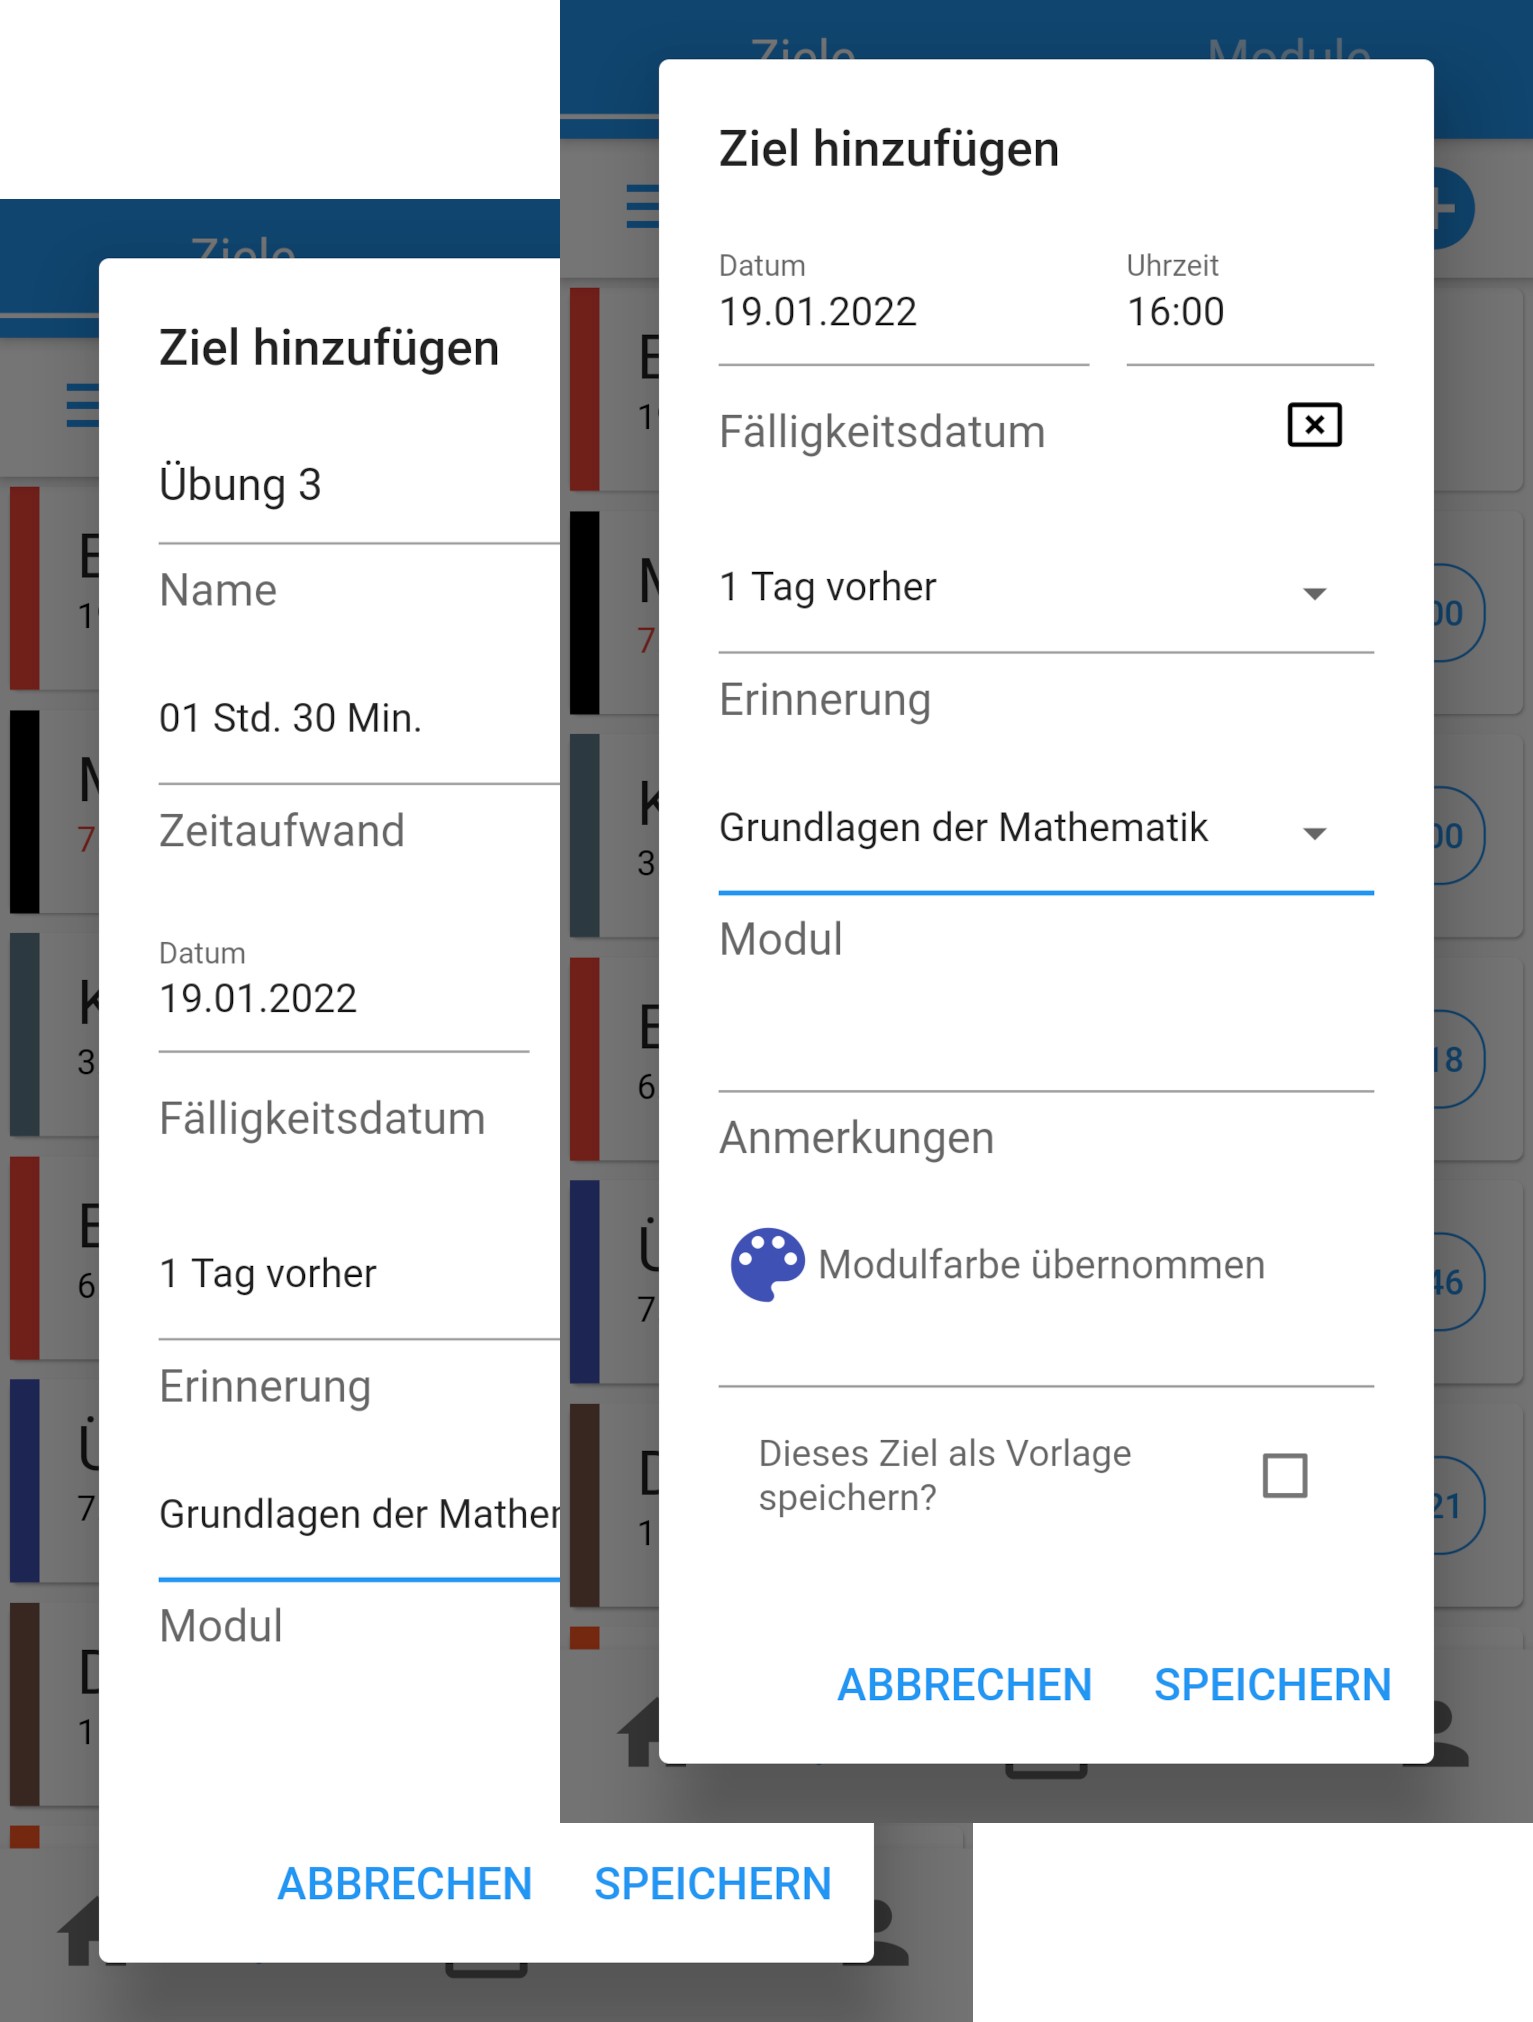 Ziele
Ziel hinzufügen
Übung 3
Name
01 Std. 30 Min.
Zeitaufwand
Datum
19.01.2022
Fälligkeitsdatum
1 Tag vorher
Erinnerung
Grundlagen der
Modul
ABBRECHEN SPEICHERN
Ziele Module
Ziel hinzufügen
Datum Uhrzeit
19.01.2022 16:00
Fälligkeitsdatum
1 Tag vorher
Erinnerung
Grundlagen der Mathematik
Modul
Anmerkungen
Modulfarbe übernommen
Dieses Ziel als Vorlage
speichern?
ABBRECHEN SPEICHERN